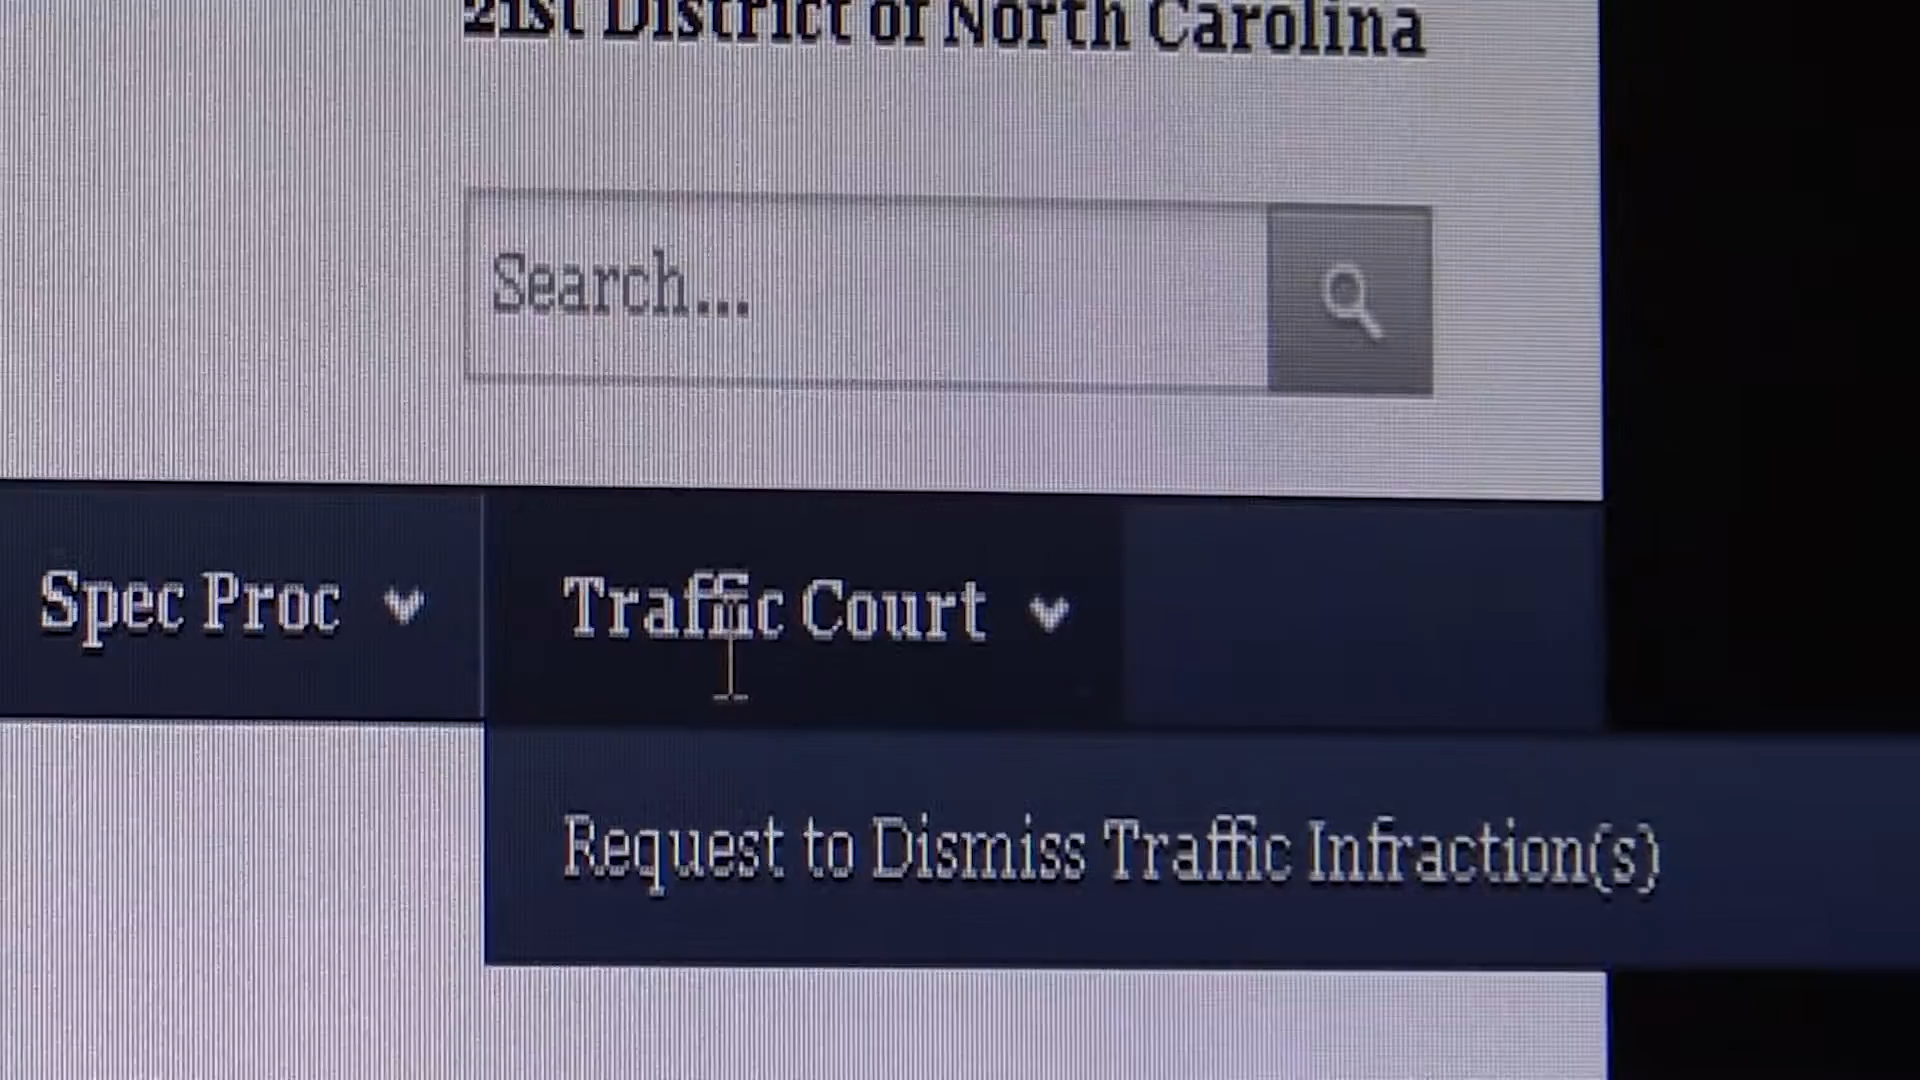 21st District of North Carolina
Search...
Spec Proc
Traffic Court
Request to Dismiss Traffic Infraction(s)